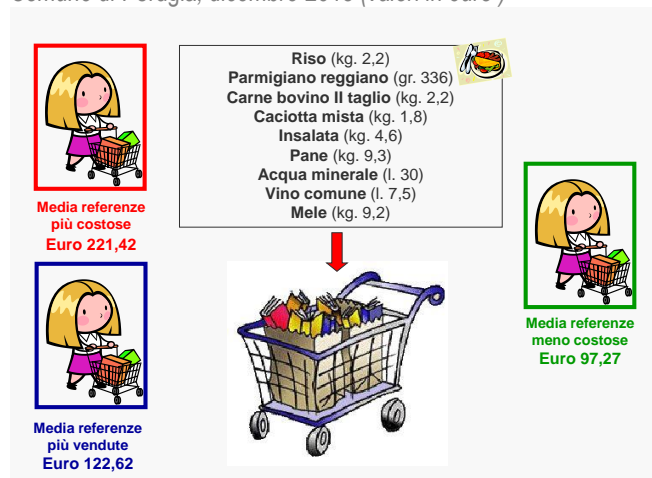 Riso (kg. 2,2)
Parmigiano reggiano (gr. 336)
Carne bovino II taglio (kg. 2,2)
Caciotta mista (kg. 1,8)
Insalata (kg. 4,6)
Pane (kg. 9,3)
Acqua minerale (l. 30)
Vino comune (l. 7,5)
Mele (kg. 9,2)
Media referenze
più costose
Euro 221,42
Media referenze
meno costose
Euro 97,27
Media referenze
più vendute
Euro 122,62